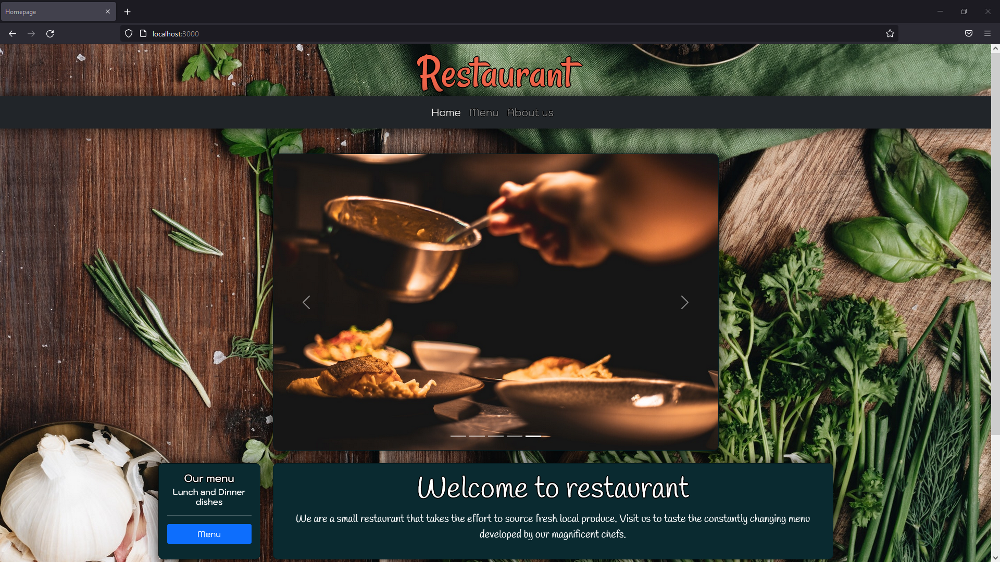 Homepage
localhost:3000
Restaurant
Home Menu About us
Our menu
Lunch and Dinner
dishes
Menu
Welcome to restaurant
We are a small restaurant that takes the effort to source fresh local produce. Visit us to taste the constantly changing menu
developed by our magnificent chefs.